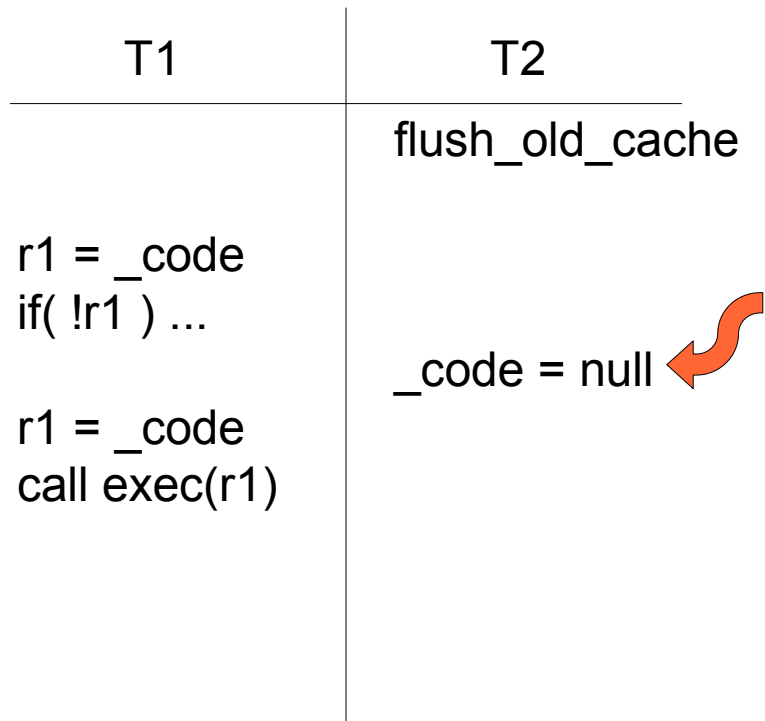 T1
T2
flush_old_cache
r1 = _code
if( !r1 ) ...
_code = null
r1 = _code
call exec(r1)